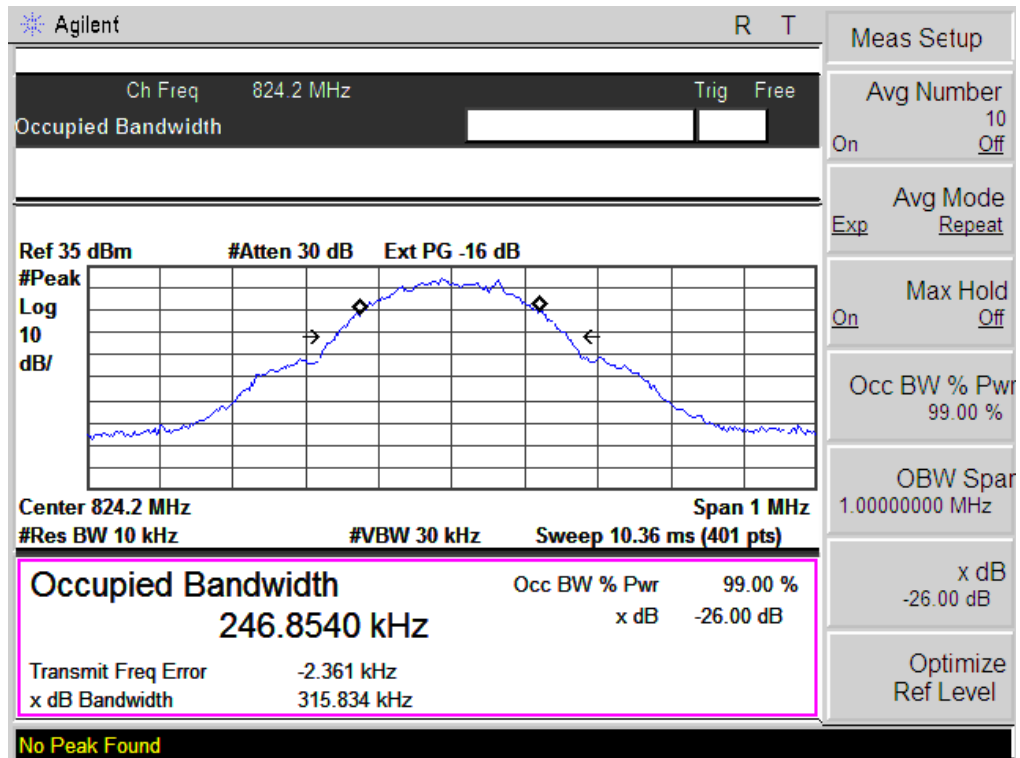 Agilent R T
Ch Freq 824.2 MHz Trig Free
Occupied Bandwidth
Ref 35 dBm #Atten 30 dB Ext PG -16 dB
#Peak
Log
10
dB/
Center 824.2 MHz Span 1 MHz
#Res BW 10 kHz #VBW 30 kHz Sweep 10.36 ms (401 pts)
Occupied Bandwidth
246.8540 kHz
Occ BW % Pwr 99.00 %
x dB -26.00 dB
Transmit Freq Error -2.361 kHz
x dB Bandwidth 315.834 kHz
No Peak Found
Meas Setup
Avg Number
10
On Off
Avg Mode
Exp Repeat
Max Hold
On Off
Occ BW % Pwr
99.00 %
OBW Span
1.00000000 MHz
x dB
-26.00 dB
Optimize
Ref Level